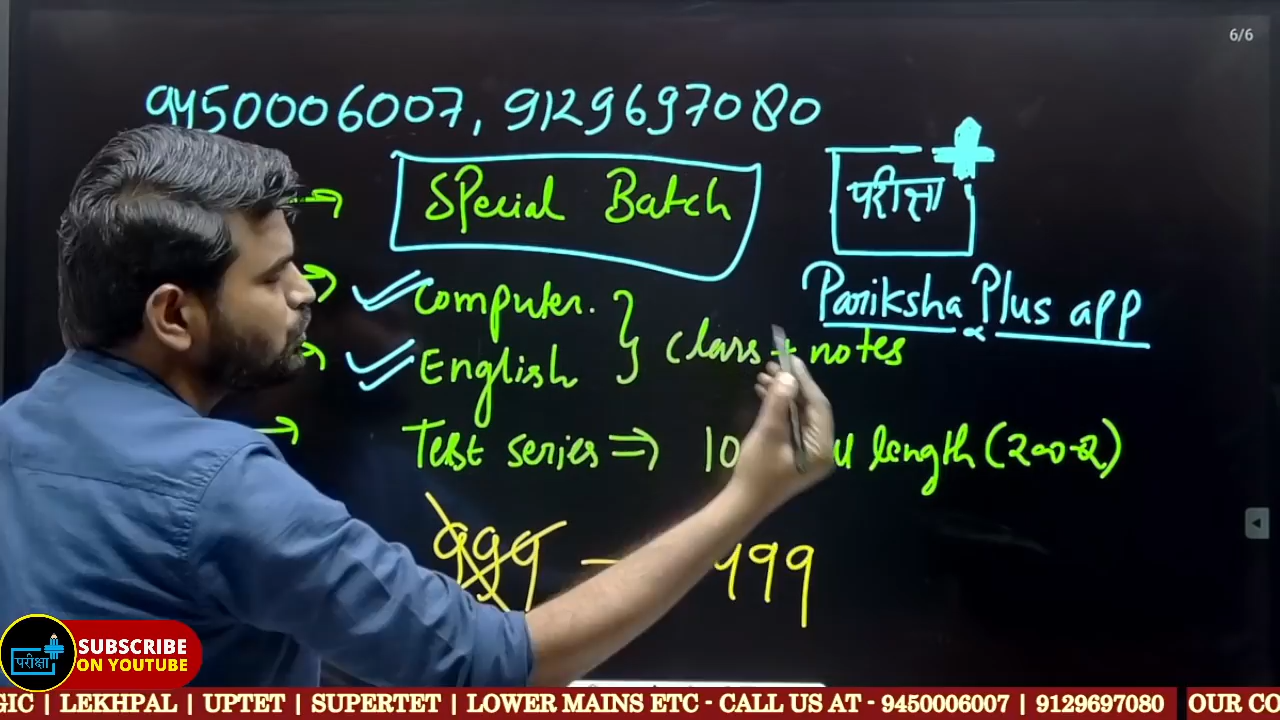 6/6
9450006007, 9129697080
Special Batch
परीक्षा
Pariksha Plus app
Computer.
English
Class + notes
Test series ⇒ 10 length (200-Q)
999 – 499
परीक्षा
SUBSCRIBE
ON YOUTUBE
GIC | LEKHPAL | UPTET | SUPERTET | LOWER MAINS ETC - CALL US AT - 9450006007 | 9129697080 OUR CO